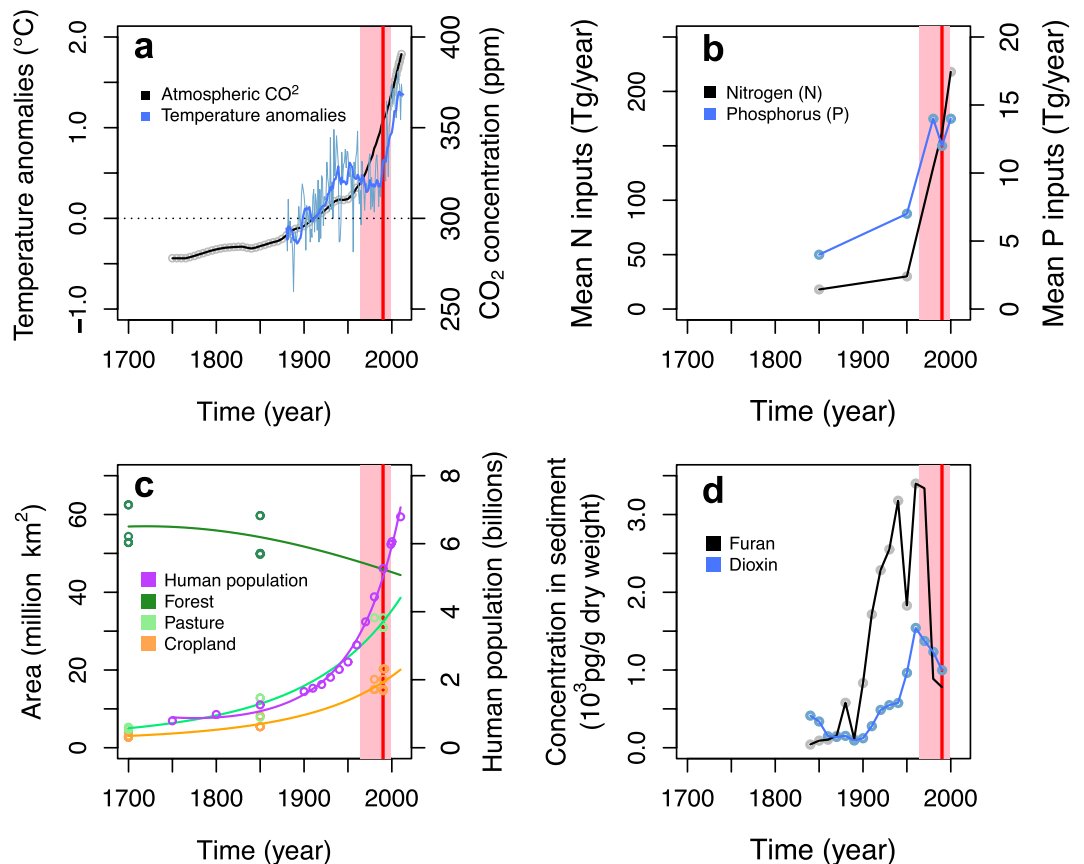 a
Atmospheric CO²
Temperature anomalies
Temperature anomalies (°C)
−1.0
0.0
1.0
2.0
CO₂ concentration (ppm)
250
300
350
400
1700
1800
1900
2000
Time (year)
b
Nitrogen (N)
Phosphorus (P)
Mean N inputs (Tg/year)
0
50
100
200
Mean P inputs (Tg/year)
0
5
10
15
20
1700
1800
1900
2000
Time (year)
c
Human population
Forest
Pasture
Cropland
Area (million km²)
0
20
40
60
Human population (billions)
0
2
4
6
8
1700
1800
1900
2000
Time (year)
d
Furan
Dioxin
Concentration in sediment
(10³pg/g dry weight)
0.0
1.0
2.0
3.0
1700
1800
1900
2000
Time (year)